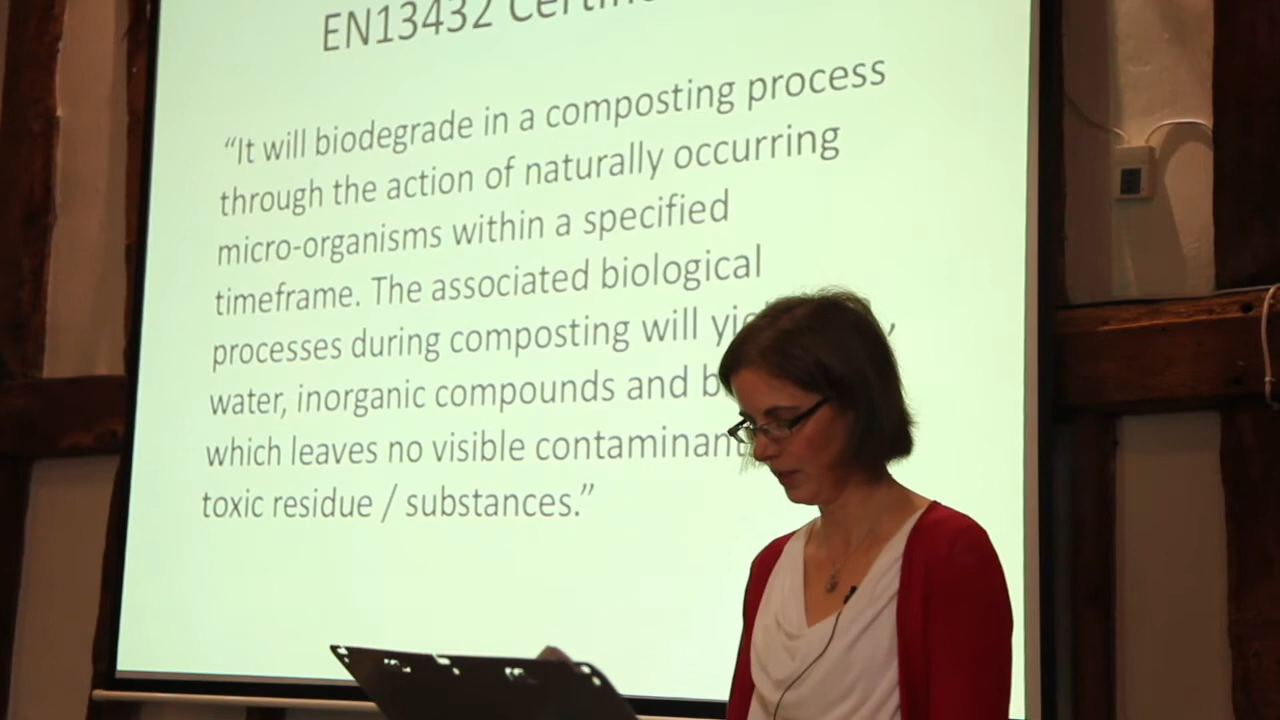 EN13432
“It will biodegrade in a composting process
through the action of naturally occurring
micro-organisms within a specified
timeframe. The associated biological
processes during composting will
water, inorganic compounds and
which leaves no visible
toxic residue / substances.”